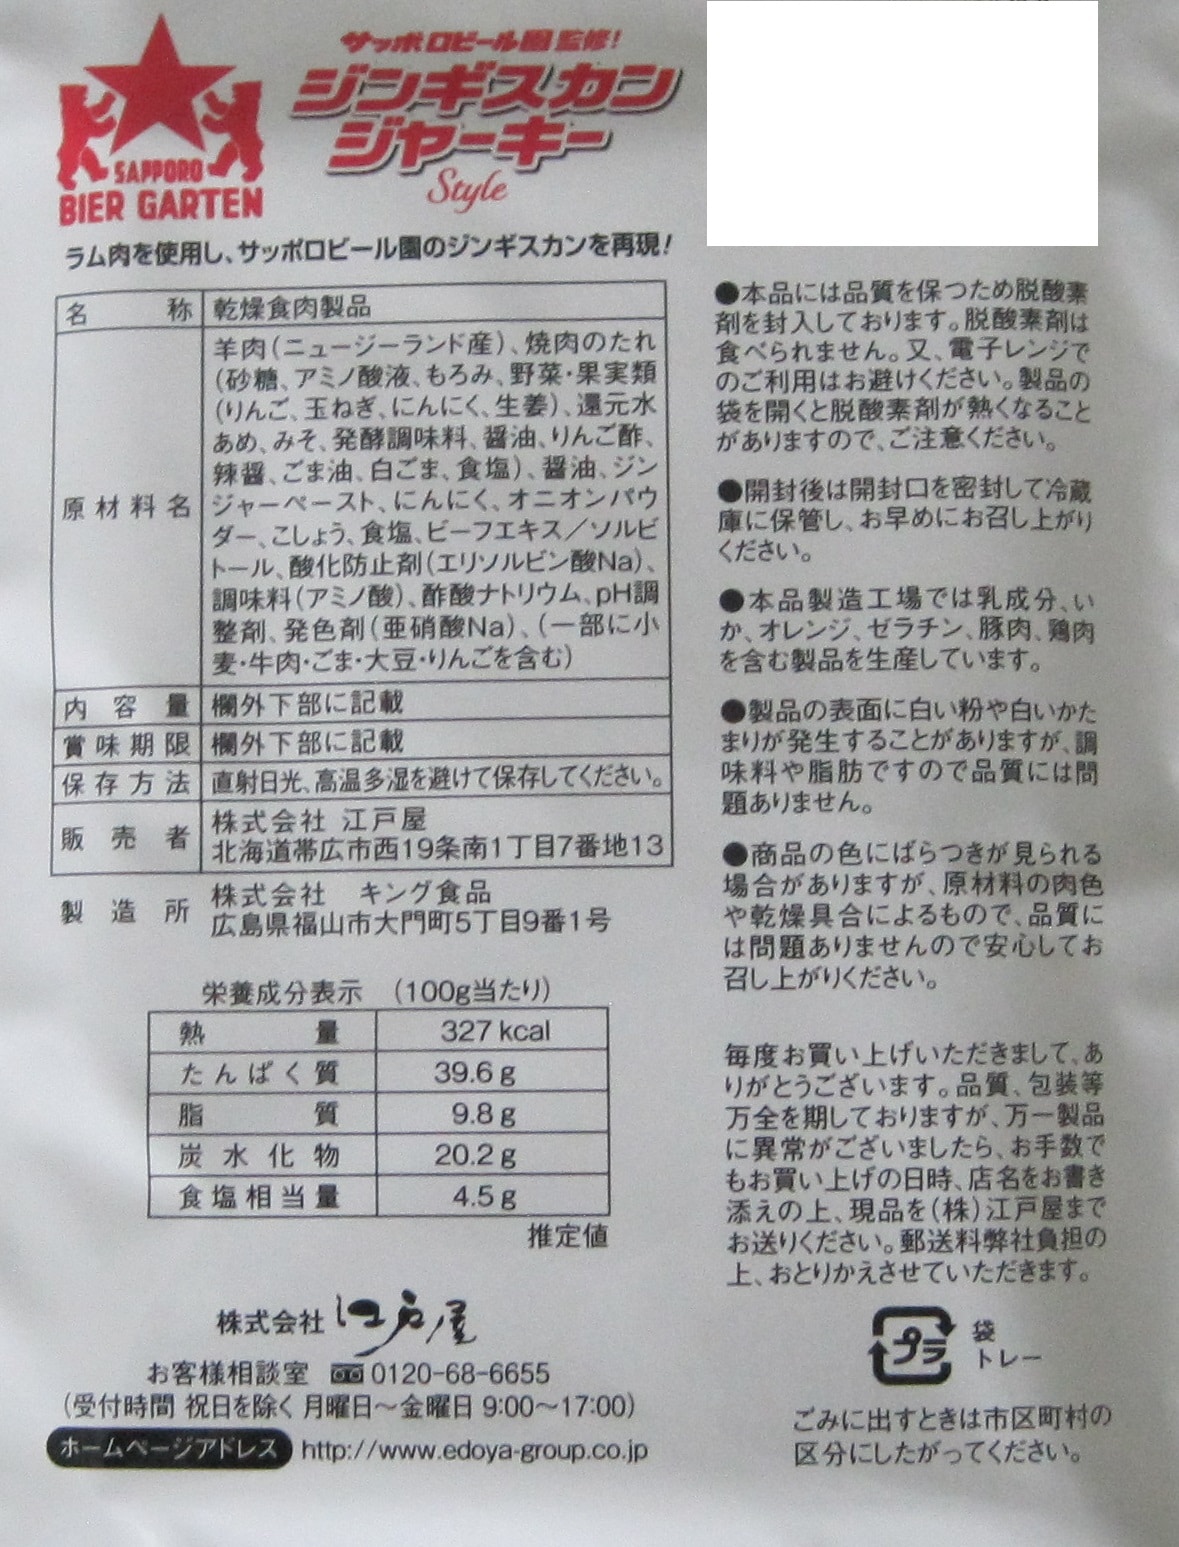 サッポロビール園監修!
ジンギスカン
ジャーキー
Style
SAPPORO
BIER GARTEN
ラム肉を使用し、サッポロビール園のジンギスカンを再現!
名称 乾燥食肉製品
原材料名 羊肉(ニュージーランド産)、焼肉のたれ
(砂糖、アミノ酸液、もろみ、野菜・果実類
(りんご、玉ねぎ、にんにく、生姜)、還元水
あめ、みそ、発酵調味料、醤油、りんご酢、
辣醤、ごま油、白ごま、食塩)、醤油、ジン
ジャーペースト、にんにく、オニオンパウ
ダー、こしょう、食塩、ビーフエキス/ソルビ
トール、酸化防止剤(エリソルビン酸Na)、
調味料(アミノ酸)、酢酸ナトリウム、pH調
整剤、発色剤(亜硝酸Na)、(一部に小
麦・牛肉・ごま・大豆・りんごを含む)
内容量 欄外下部に記載
賞味期限 欄外下部に記載
保存方法 直射日光、高温多湿を避けて保存してください。
販売者 株式会社 江戸屋
北海道帯広市西19条南1丁目7番地13
製造所 株式会社 キング食品
広島県福山市大門町5丁目9番1号
栄養成分表示 (100g当たり)
熱量 327 kcal
たんぱく質 39.6 g
脂質 9.8 g
炭水化物 20.2 g
食塩相当量 4.5 g
推定値
株式会社 江戸屋
お客様相談室 0120-68-6655
(受付時間 祝日を除く 月曜日〜金曜日 9:00〜17:00)
ホームページアドレス http://www.edoya-group.co.jp
●本品には品質を保つため脱酸素
剤を封入しております。脱酸素剤は
食べられません。又、電子レンジで
のご利用はお避けください。製品の
袋を開くと脱酸素剤が熱くなること
がありますので、ご注意ください。
●開封後は開封口を密封して冷蔵
庫に保管し、お早めにお召し上がり
ください。
●本品製造工場では乳成分、い
か、オレンジ、ゼラチン、豚肉、鶏肉
を含む製品を生産しています。
●製品の表面に白い粉や白いかた
まりが発生することがありますが、調
味料や脂肪ですので品質には問
題ありません。
●商品の色にばらつきが見られる
場合がありますが、原材料の肉色
や乾燥具合によるもので、品質に
は問題ありませんので安心してお
召し上がりください。
毎度お買い上げいただきまして、あ
りがとうございます。品質、包装等
万全を期しておりますが、万一製品
に異常がございましたら、お手数で
もお買い上げの日時、店名をお書き
添えの上、現品を(株)江戸屋まで
お送りください。郵送料弊社負担の
上、おとりかえさせていただきます。
プラ
袋
トレー
ごみに出すときは市区町村の
区分にしたがってください。